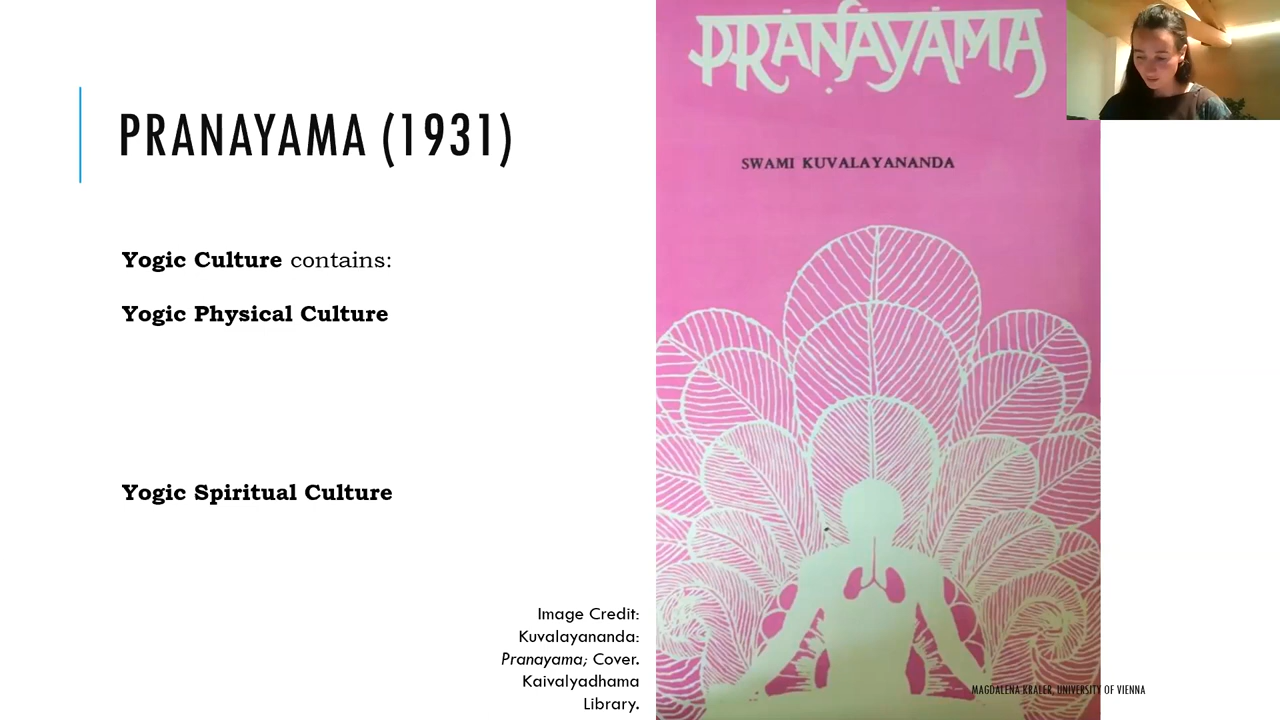 PRANAYAMA (1931)
Yogic Culture contains:
Yogic Physical Culture
Yogic Spiritual Culture
Image Credit:
Kuvalayananda:
Pranayama; Cover.
Kaivalyadhama
Library.
PRĀṆĀYĀMA
SWAMI KUVALAYANANDA
MAGDALENA KRALER, UNIVERSITY OF VIENNA